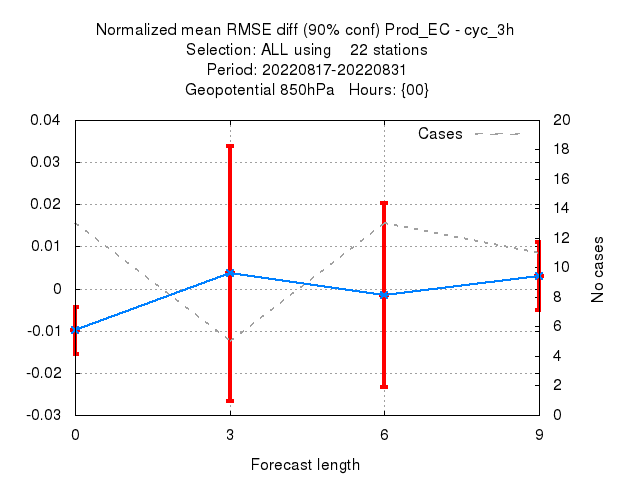 Normalized mean RMSE diff (90% conf) Prod_EC - cyc_3h
Selection: ALL using 22 stations
Period: 20220817-20220831
Geopotential 850hPa Hours: {00}
Cases
0.04
0.03
0.02
0.01
0
-0.01
-0.02
-0.03
20
18
16
14
12
10
8
6
4
2
0
No cases
0 3 6 9
Forecast length